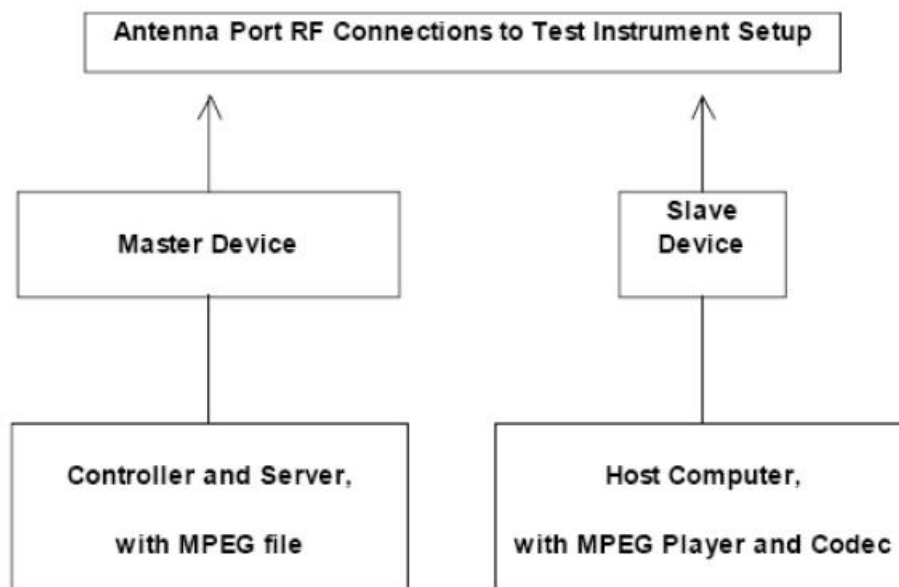 Antenna Port RF Connections to Test Instrument Setup
Master Device
Slave
Device
Controller and Server,
with MPEG file
Host Computer,
with MPEG Player and Codec